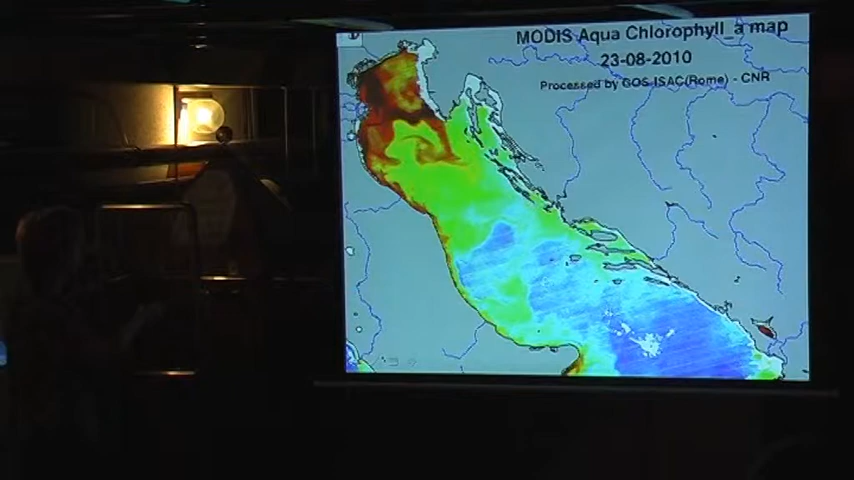 MODIS Aqua Chlorophyll_a map
23-08-2010
Processed by GOS-ISAC(Rome) - CNR